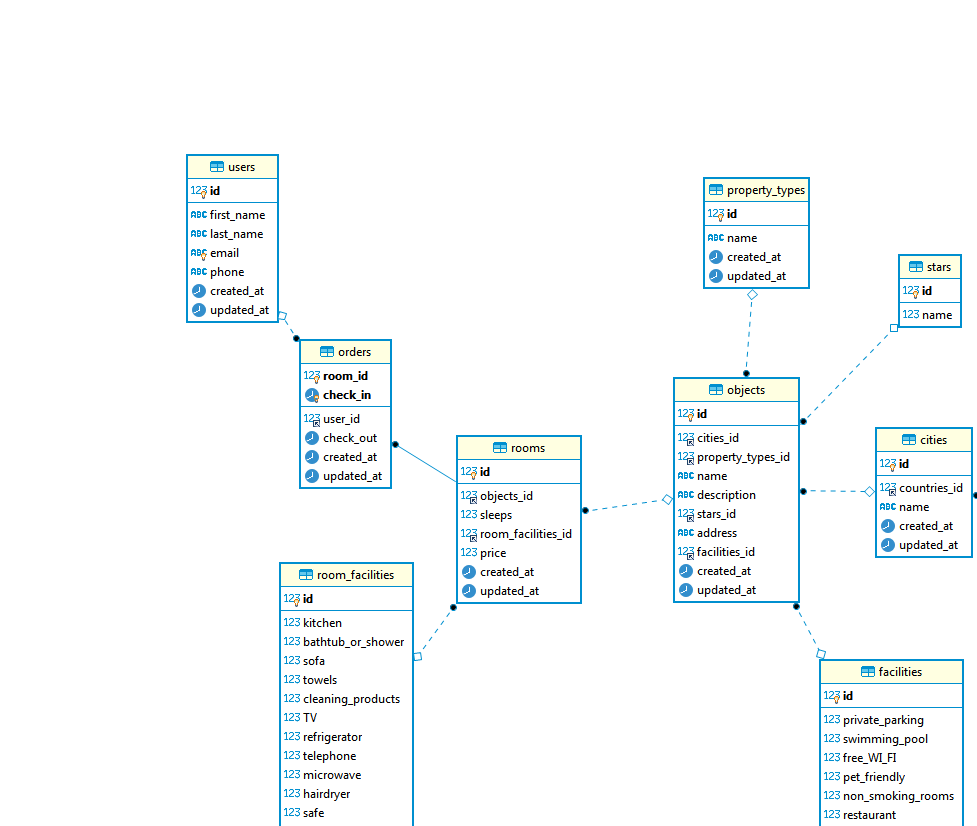 users
123 id
ABC first_name
ABC last_name
ABC email
ABC phone
created_at
updated_at
orders
123 room_id
check_in
123 user_id
check_out
created_at
updated_at
rooms
123 id
123 objects_id
123 sleeps
123 room_facilities_id
123 price
created_at
updated_at
room_facilities
123 id
123 kitchen
123 bathtub_or_shower
123 sofa
123 towels
123 cleaning_products
123 TV
123 refrigerator
123 telephone
123 microwave
123 hairdryer
123 safe
property_types
123 id
ABC name
created_at
updated_at
stars
123 id
123 name
objects
123 id
123 cities_id
123 property_types_id
ABC name
ABC description
123 stars_id
ABC address
123 facilities_id
created_at
updated_at
cities
123 id
123 countries_id
ABC name
created_at
updated_at
facilities
123 id
123 private_parking
123 swimming_pool
123 free_WI_FI
123 pet_friendly
123 non_smoking_rooms
123 restaurant